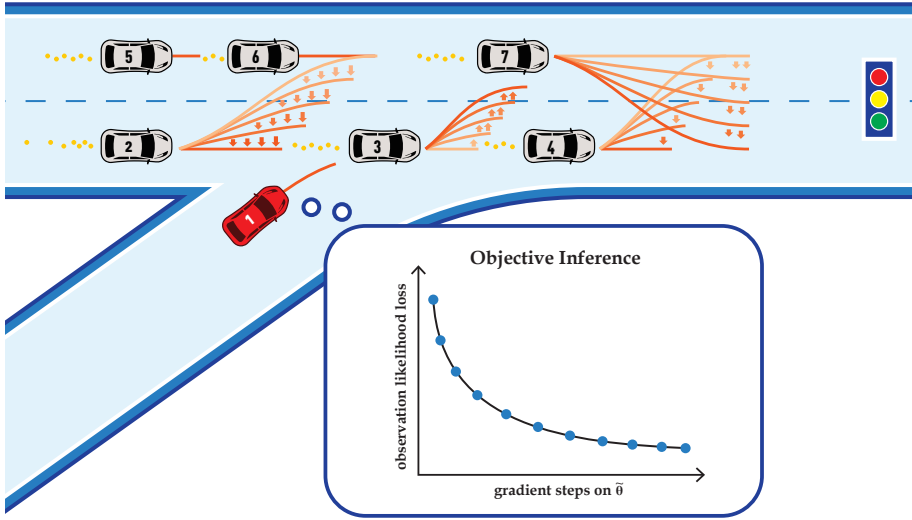 5
6
7
2
3
4
1
Objective Inference
observation likelihood loss
gradient steps on θ̃